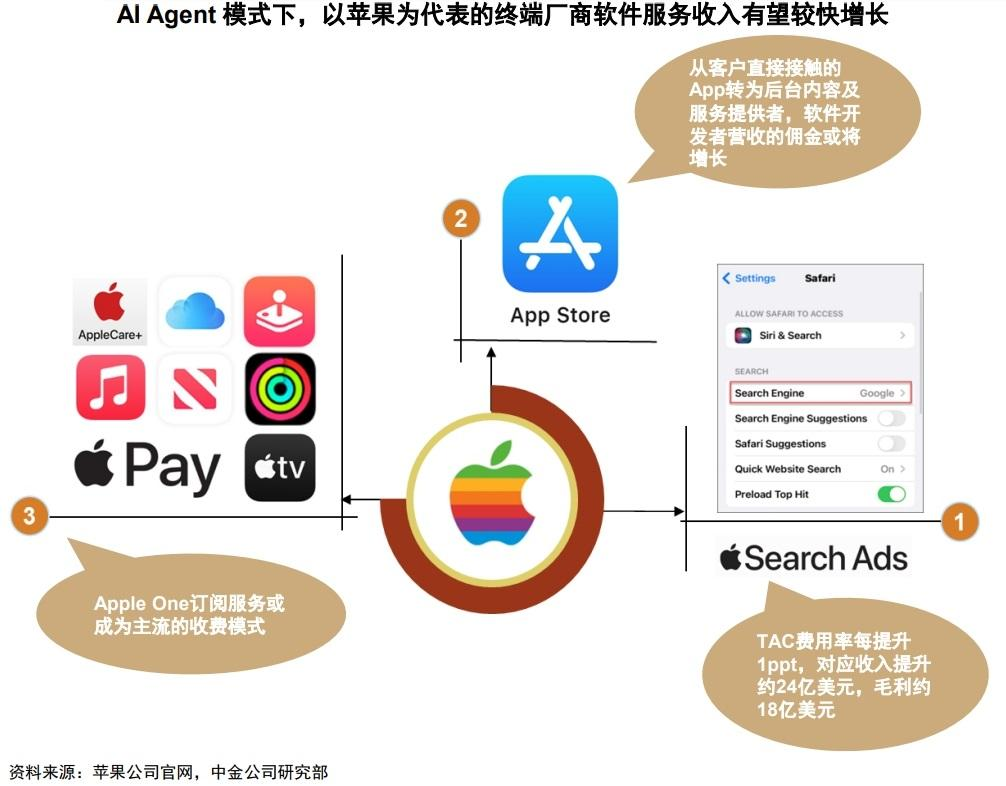 AI Agent 模式下，以苹果为代表的终端厂商软件服务收入有望较快增长
从客户直接接触的
App转为后台内容及
服务提供者，软件开
发者营收的佣金或将
增长
2
App Store
AppleCare+
Pay
tv
3
Apple One订阅服务或
成为主流的收费模式
Settings
Safari
ALLOW SAFARI TO ACCESS
Siri & Search
SEARCH
Search Engine Google
Search Engine Suggestions
Safari Suggestions
Quick Website Search On
Preload Top Hit
1
Search Ads
TAC费用率每提升
1ppt，对应收入提升
约24亿美元，毛利约
18亿美元
资料来源：苹果公司官网，中金公司研究部